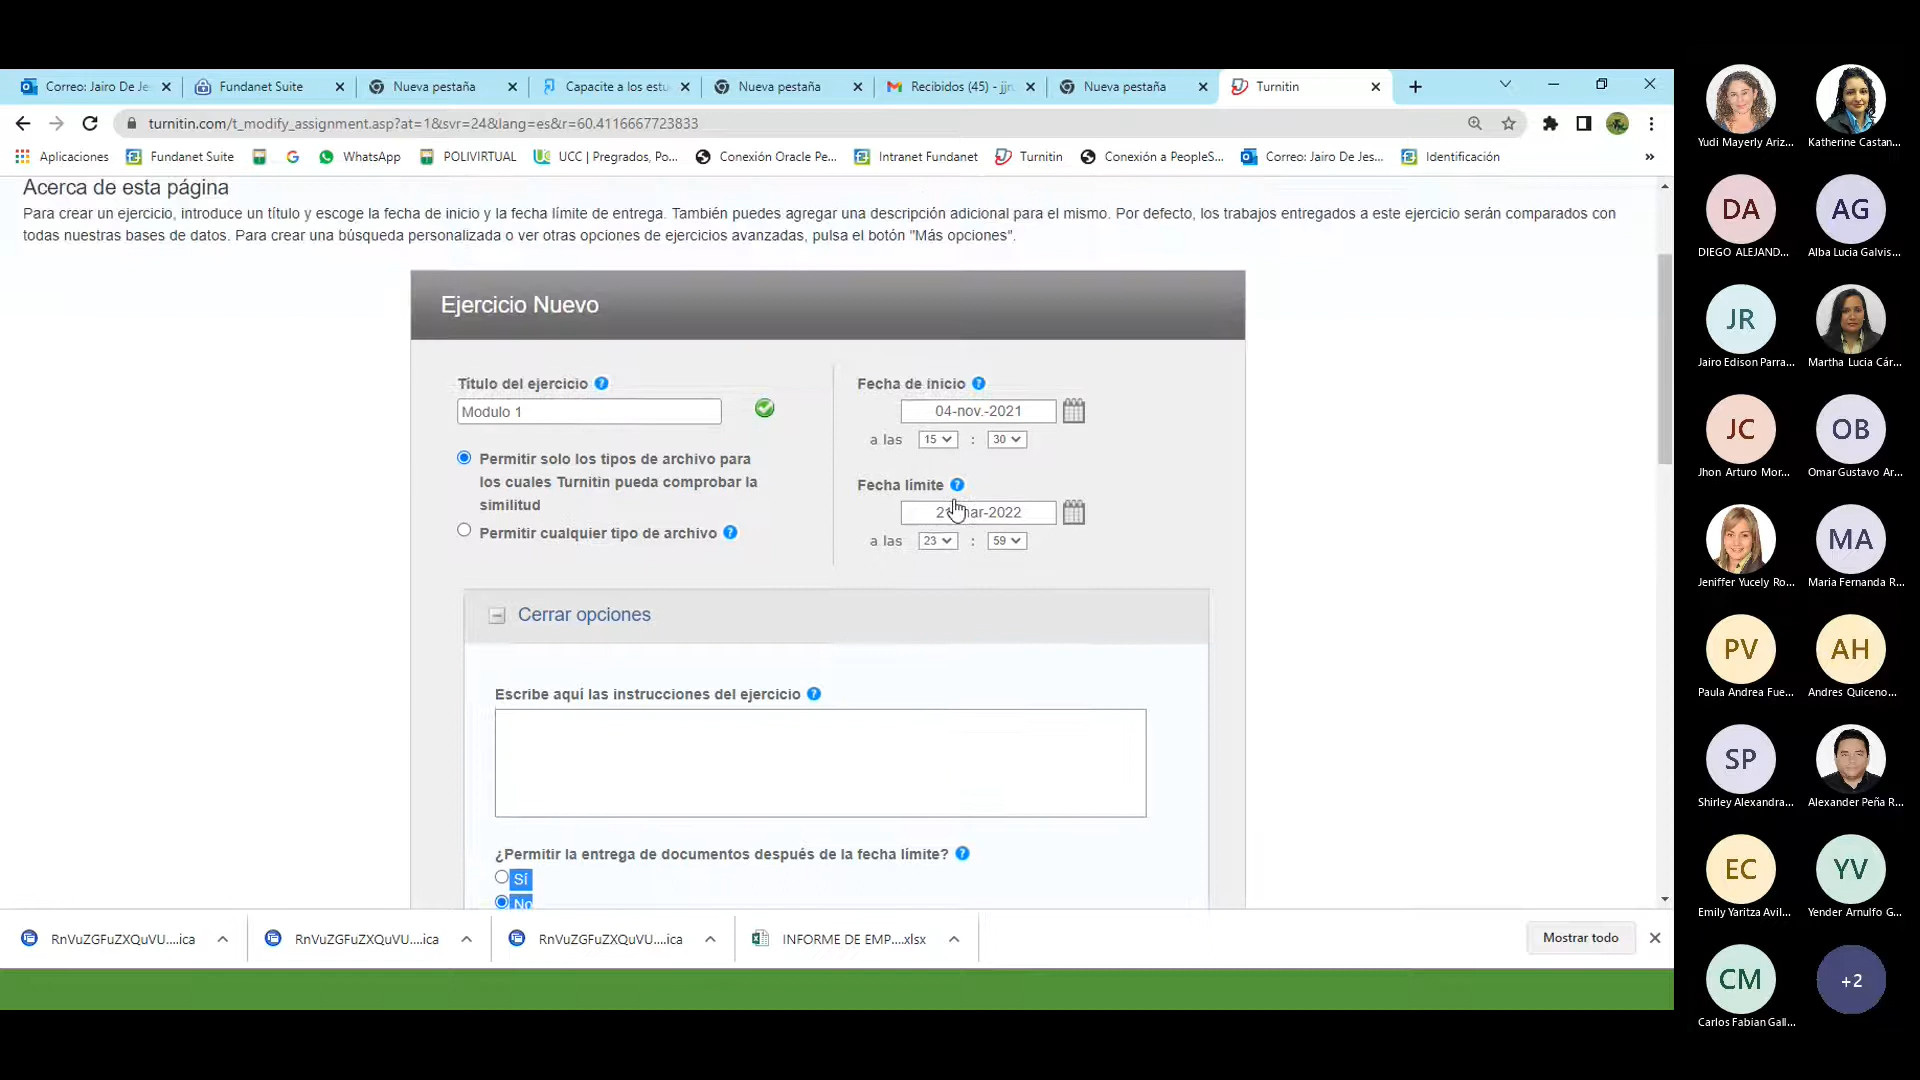 Correo: Jairo De Je
Fundanet Suite
Nueva pestaña
Capacite a los estu
Nueva pestaña
Recibidos (45) - jjr
Nueva pestaña
Turnitin
turnitin.com/t_modify_assignment.asp?at=1&svr=24&lang=es&r=60.4116667723833
Aplicaciones
Fundanet Suite
WhatsApp
POLIVIRTUAL
UCC | Pregrados, Po...
Conexión Oracle Pe...
Intranet Fundanet
Turnitin
Conexión a PeopleS...
Correo: Jairo De Jes...
Identificación
»
Acerca de esta página
Para crear un ejercicio, introduce un título y escoge la fecha de inicio y la fecha límite de entrega. También puedes agregar una descripción adicional para el mismo. Por defecto, los trabajos entregados a este ejercicio serán comparados con
todas nuestras bases de datos. Para crear una búsqueda personalizada o ver otras opciones de ejercicios avanzadas, pulsa el botón "Más opciones".
Ejercicio Nuevo
Título del ejercicio ?
Modulo 1
Permitir solo los tipos de archivo para
los cuales Turnitin pueda comprobar la
similitud
Permitir cualquier tipo de archivo ?
Fecha de inicio ?
04-nov.-2021
a las 15 : 30
Fecha límite ?
a las 23 : 59
Cerrar opciones
Escribe aquí las instrucciones del ejercicio ?
¿Permitir la entrega de documentos después de la fecha límite? ?
Sí
No
RnVuZGFuZXQuVU....ica
RnVuZGFuZXQuVU....ica
RnVuZGFuZXQuVU....ica
INFORME DE EMP....xlsx
Mostrar todo
Yudi Mayerly Ariz...
Katherine Castan...
DA
DIEGO ALEJAND...
AG
Alba Lucia Galvis...
JR
Jairo Edison Parra...
Martha Lucia Cár...
JC
Jhon Arturo Mor...
OB
Omar Gustavo Ar...
Jeniffer Yucely Ro...
MA
Maria Fernanda R...
PV
Paula Andrea Fue...
AH
Andres Quiceno...
SP
Shirley Alexandra...
Alexander Peña R...
EC
Emily Yaritza Avil...
YV
Yender Arnulfo G...
CM
Carlos Fabian Gall...
+2